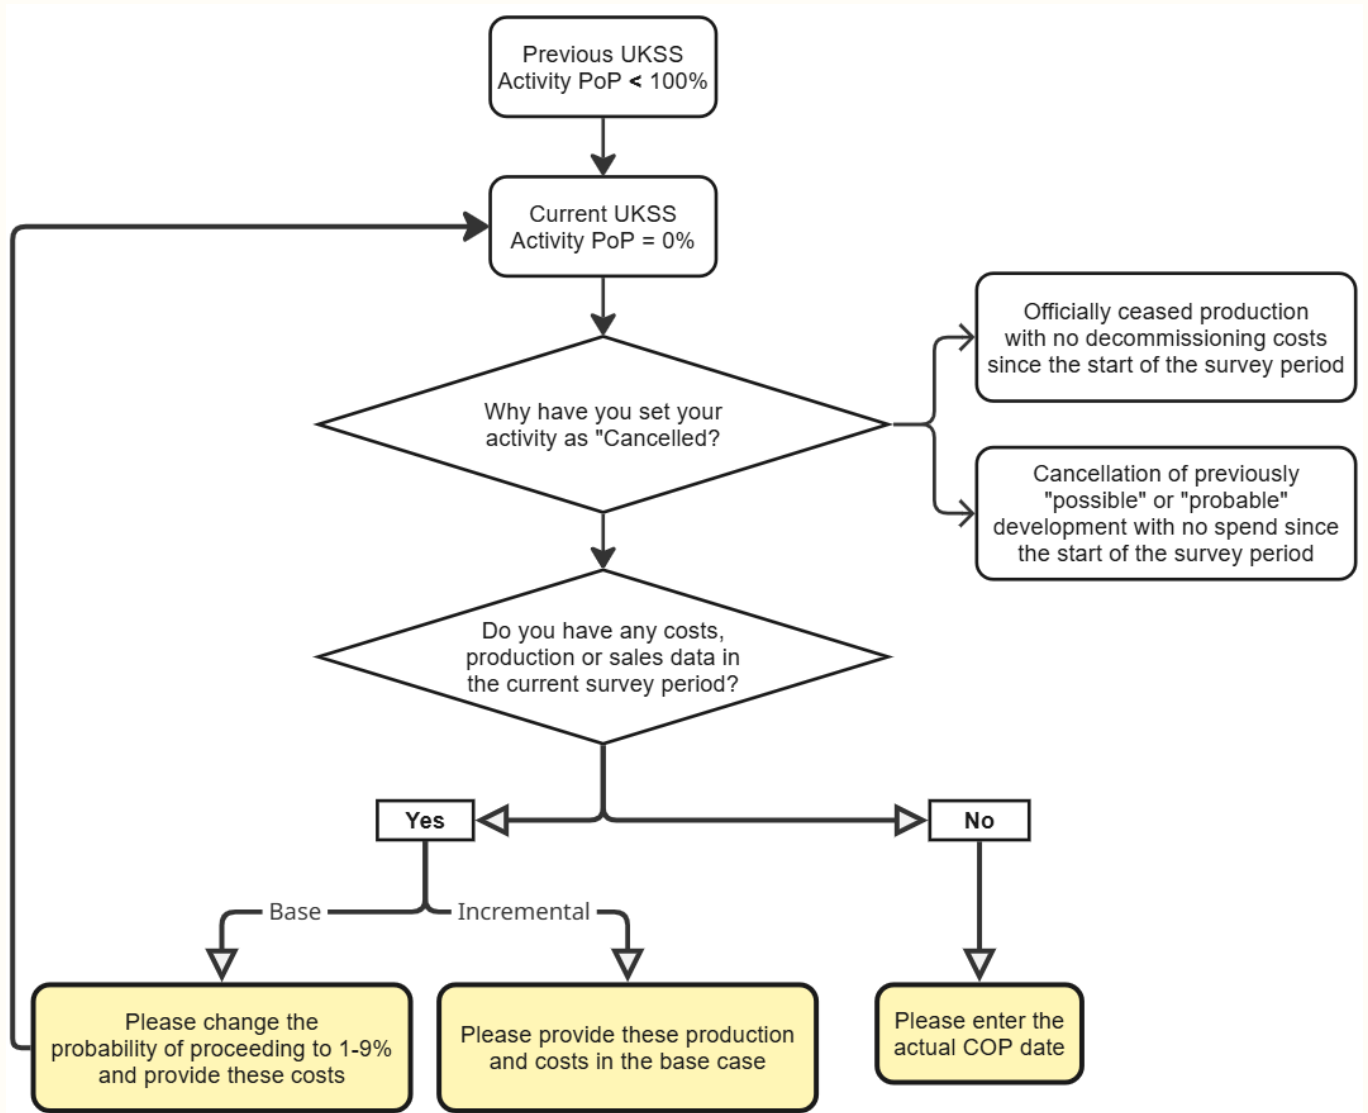 Previous UKSS
Activity PoP < 100%
Current UKSS
Activity PoP = 0%
Officially ceased production
with no decommissioning costs
since the start of the survey period
Why have you set your
activity as "Cancelled?
Cancellation of previously
"possible" or "probable"
development with no spend since
the start of the survey period
Do you have any costs,
production or sales data in
the current survey period?
Yes
No
Base
Incremental
Please change the
probability of proceeding to 1-9%
and provide these costs
Please provide these production
and costs in the base case
Please enter the
actual COP date